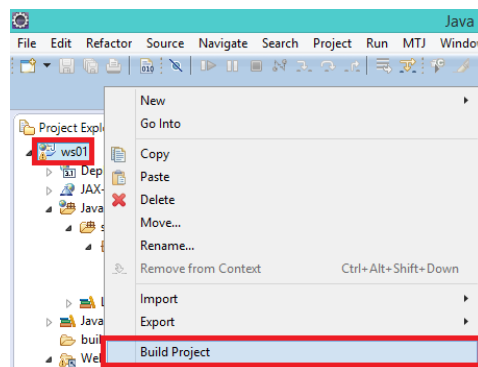 Java
File Edit Refactor Source Navigate Search Project Run MTJ Windo
010
Project Expl
ws01
Dep
JAX-
Java
s
L
Java
buil
Wel
New
Go Into
Copy
Paste
Delete
Move...
Rename...
Remove from Context Ctrl+Alt+Shift+Down
Import
Export
Build Project